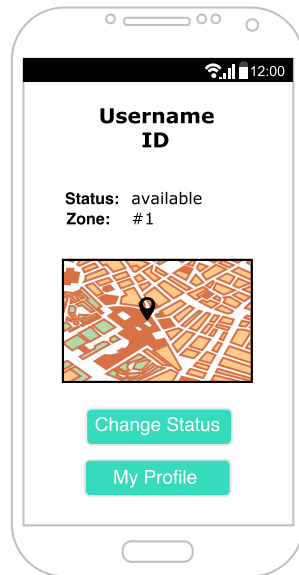 12:00
Username
ID
Status: available
Zone: #1
Change Status
My Profile